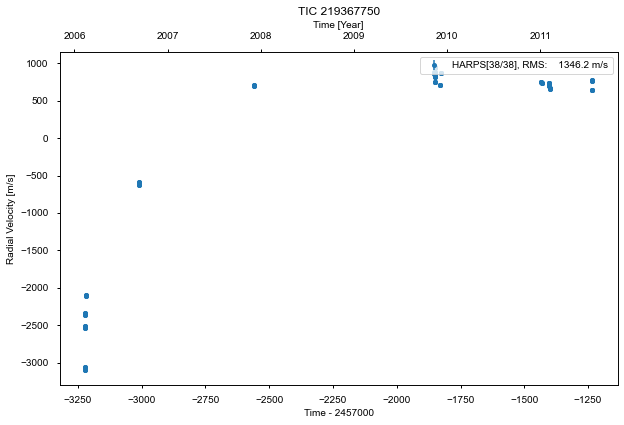 TIC 219367750
Time [Year]
2006 2007 2008 2009 2010 2011
HARPS[38/38], RMS: 1346.2 m/s
Radial Velocity [m/s]
1000
500
0
−500
−1000
−1500
−2000
−2500
−3000
−3250 −3000 −2750 −2500 −2250 −2000 −1750 −1500 −1250
Time - 2457000